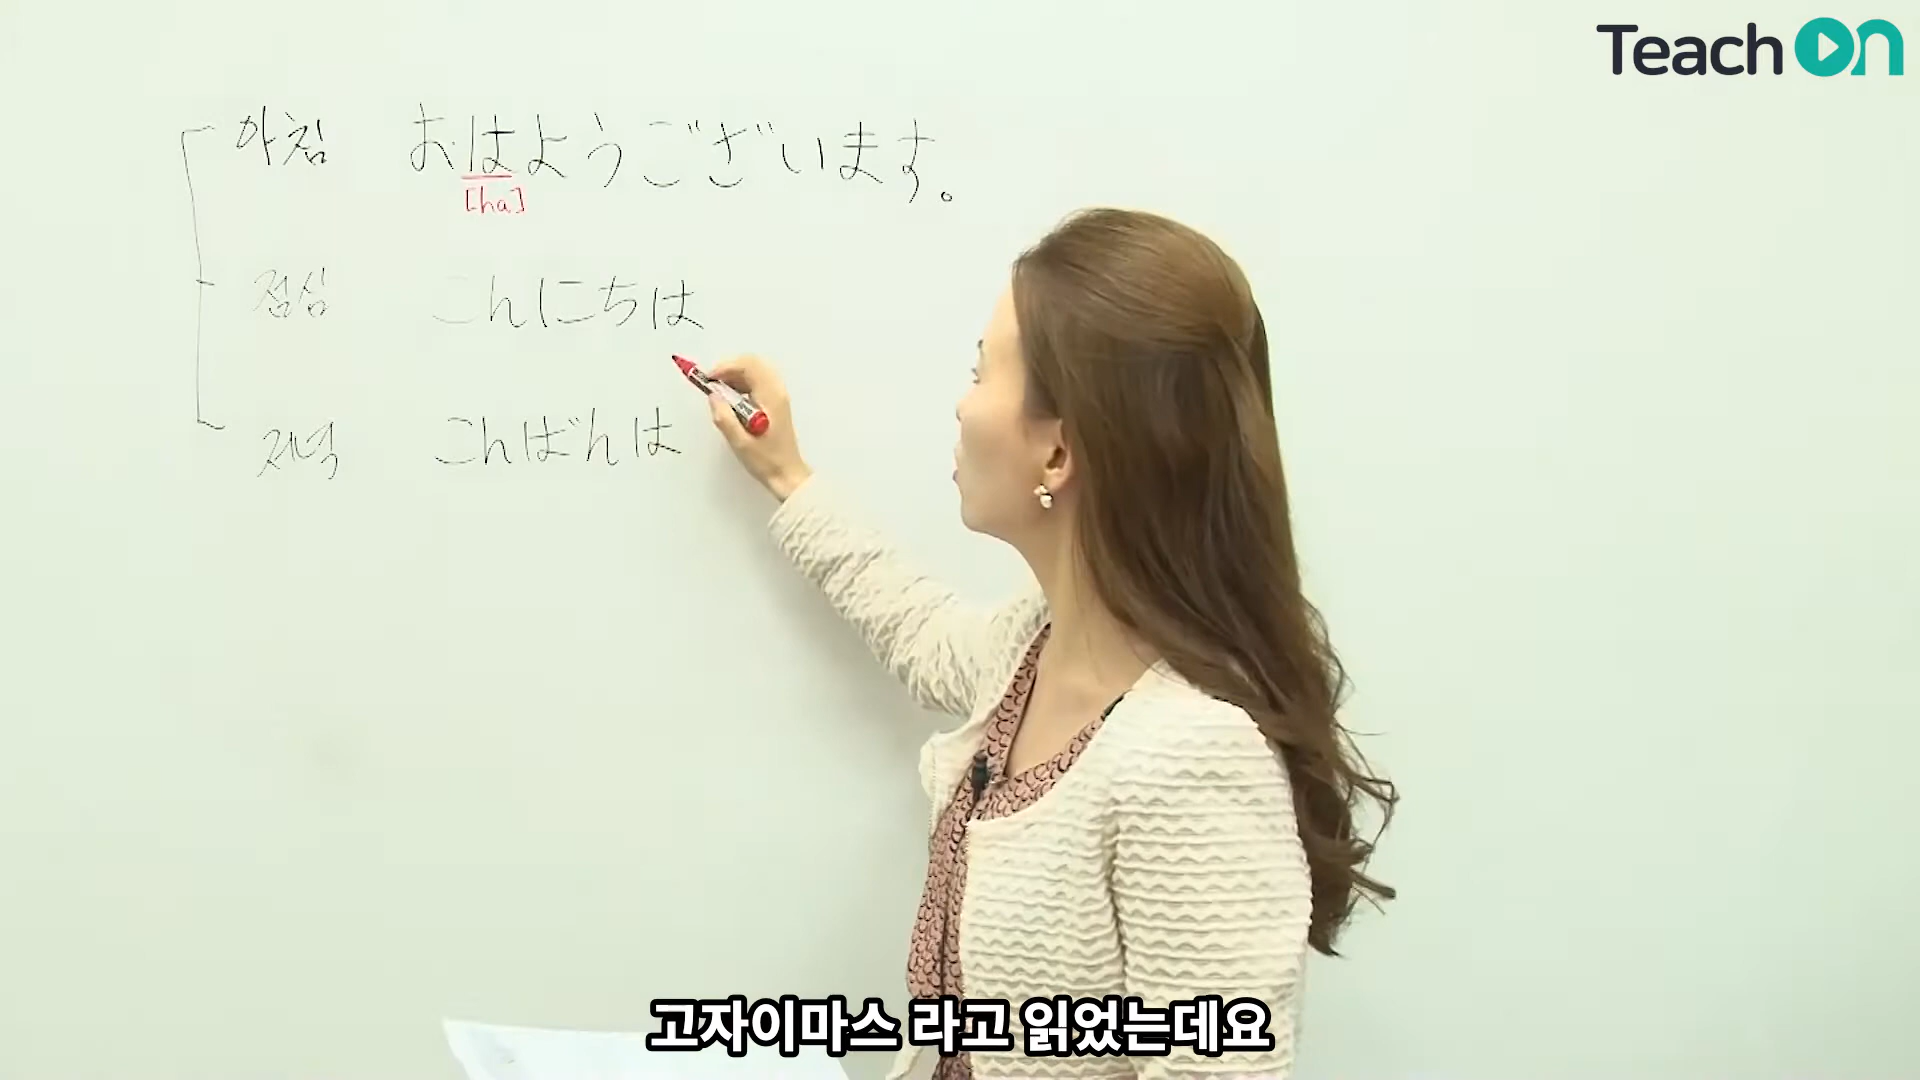 Teach On
아침 おはようございます。
[ha]
점심 こんにちは
저녁 こんばんは
고자이마스 라고 읽었는데요